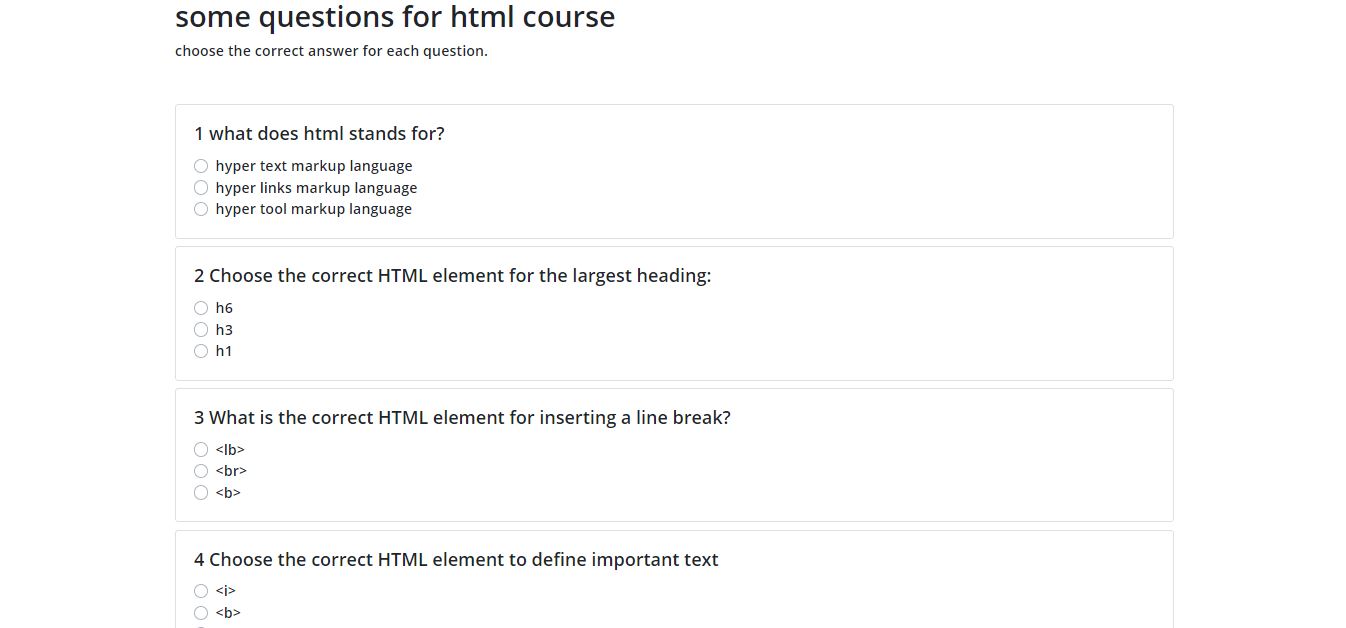 some questions for html course
choose the correct answer for each question.
1 what does html stands for?
hyper text markup language
hyper links markup language
hyper tool markup language
2 Choose the correct HTML element for the largest heading:
h6
h3
h1
3 What is the correct HTML element for inserting a line break?
<lb>
<br>
<b>
4 Choose the correct HTML element to define important text
<i>
<b>